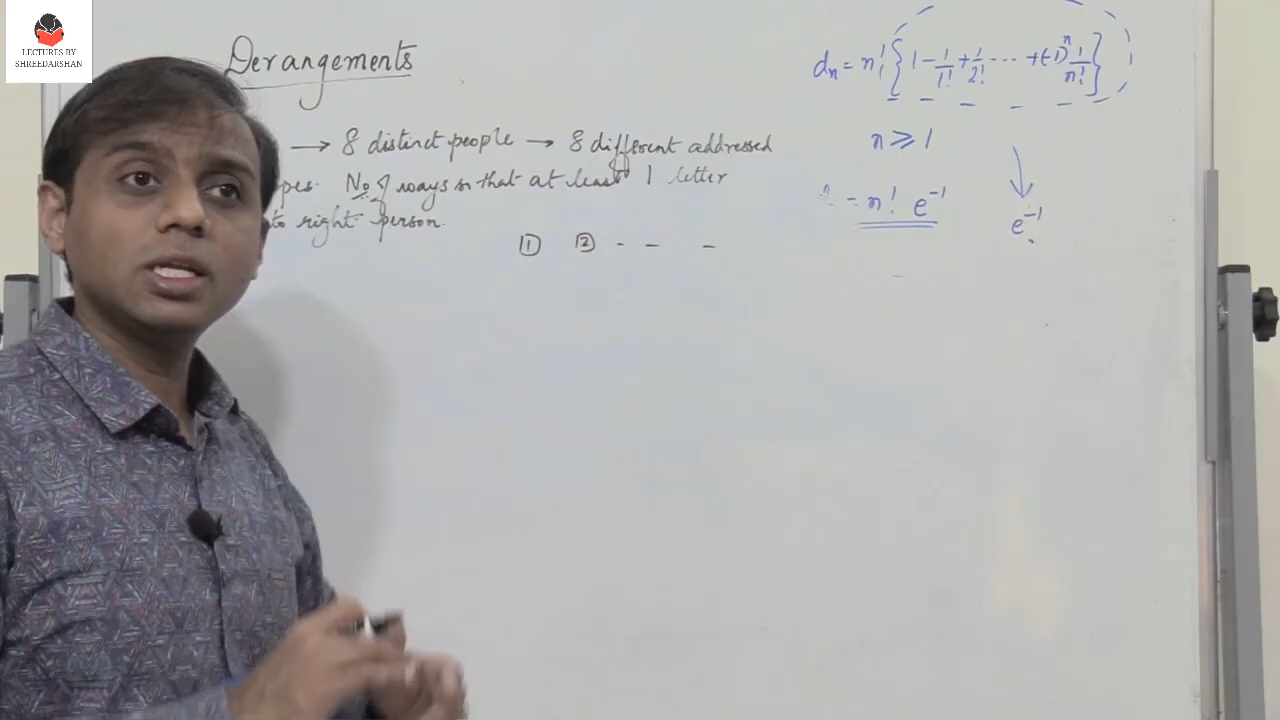 LECTURES BY
SHREEDARSHAN
Derangements
→ 8 distinct people → 8 different addressed
pes. No of ways so that at least 1 letter
to right person.
① ② - - -
dₙ = n! { 1 - 1/1! + 1/2! ... + (-1)ⁿ 1/n! }
n ≥ 1
= n! e⁻¹
↓
e⁻¹